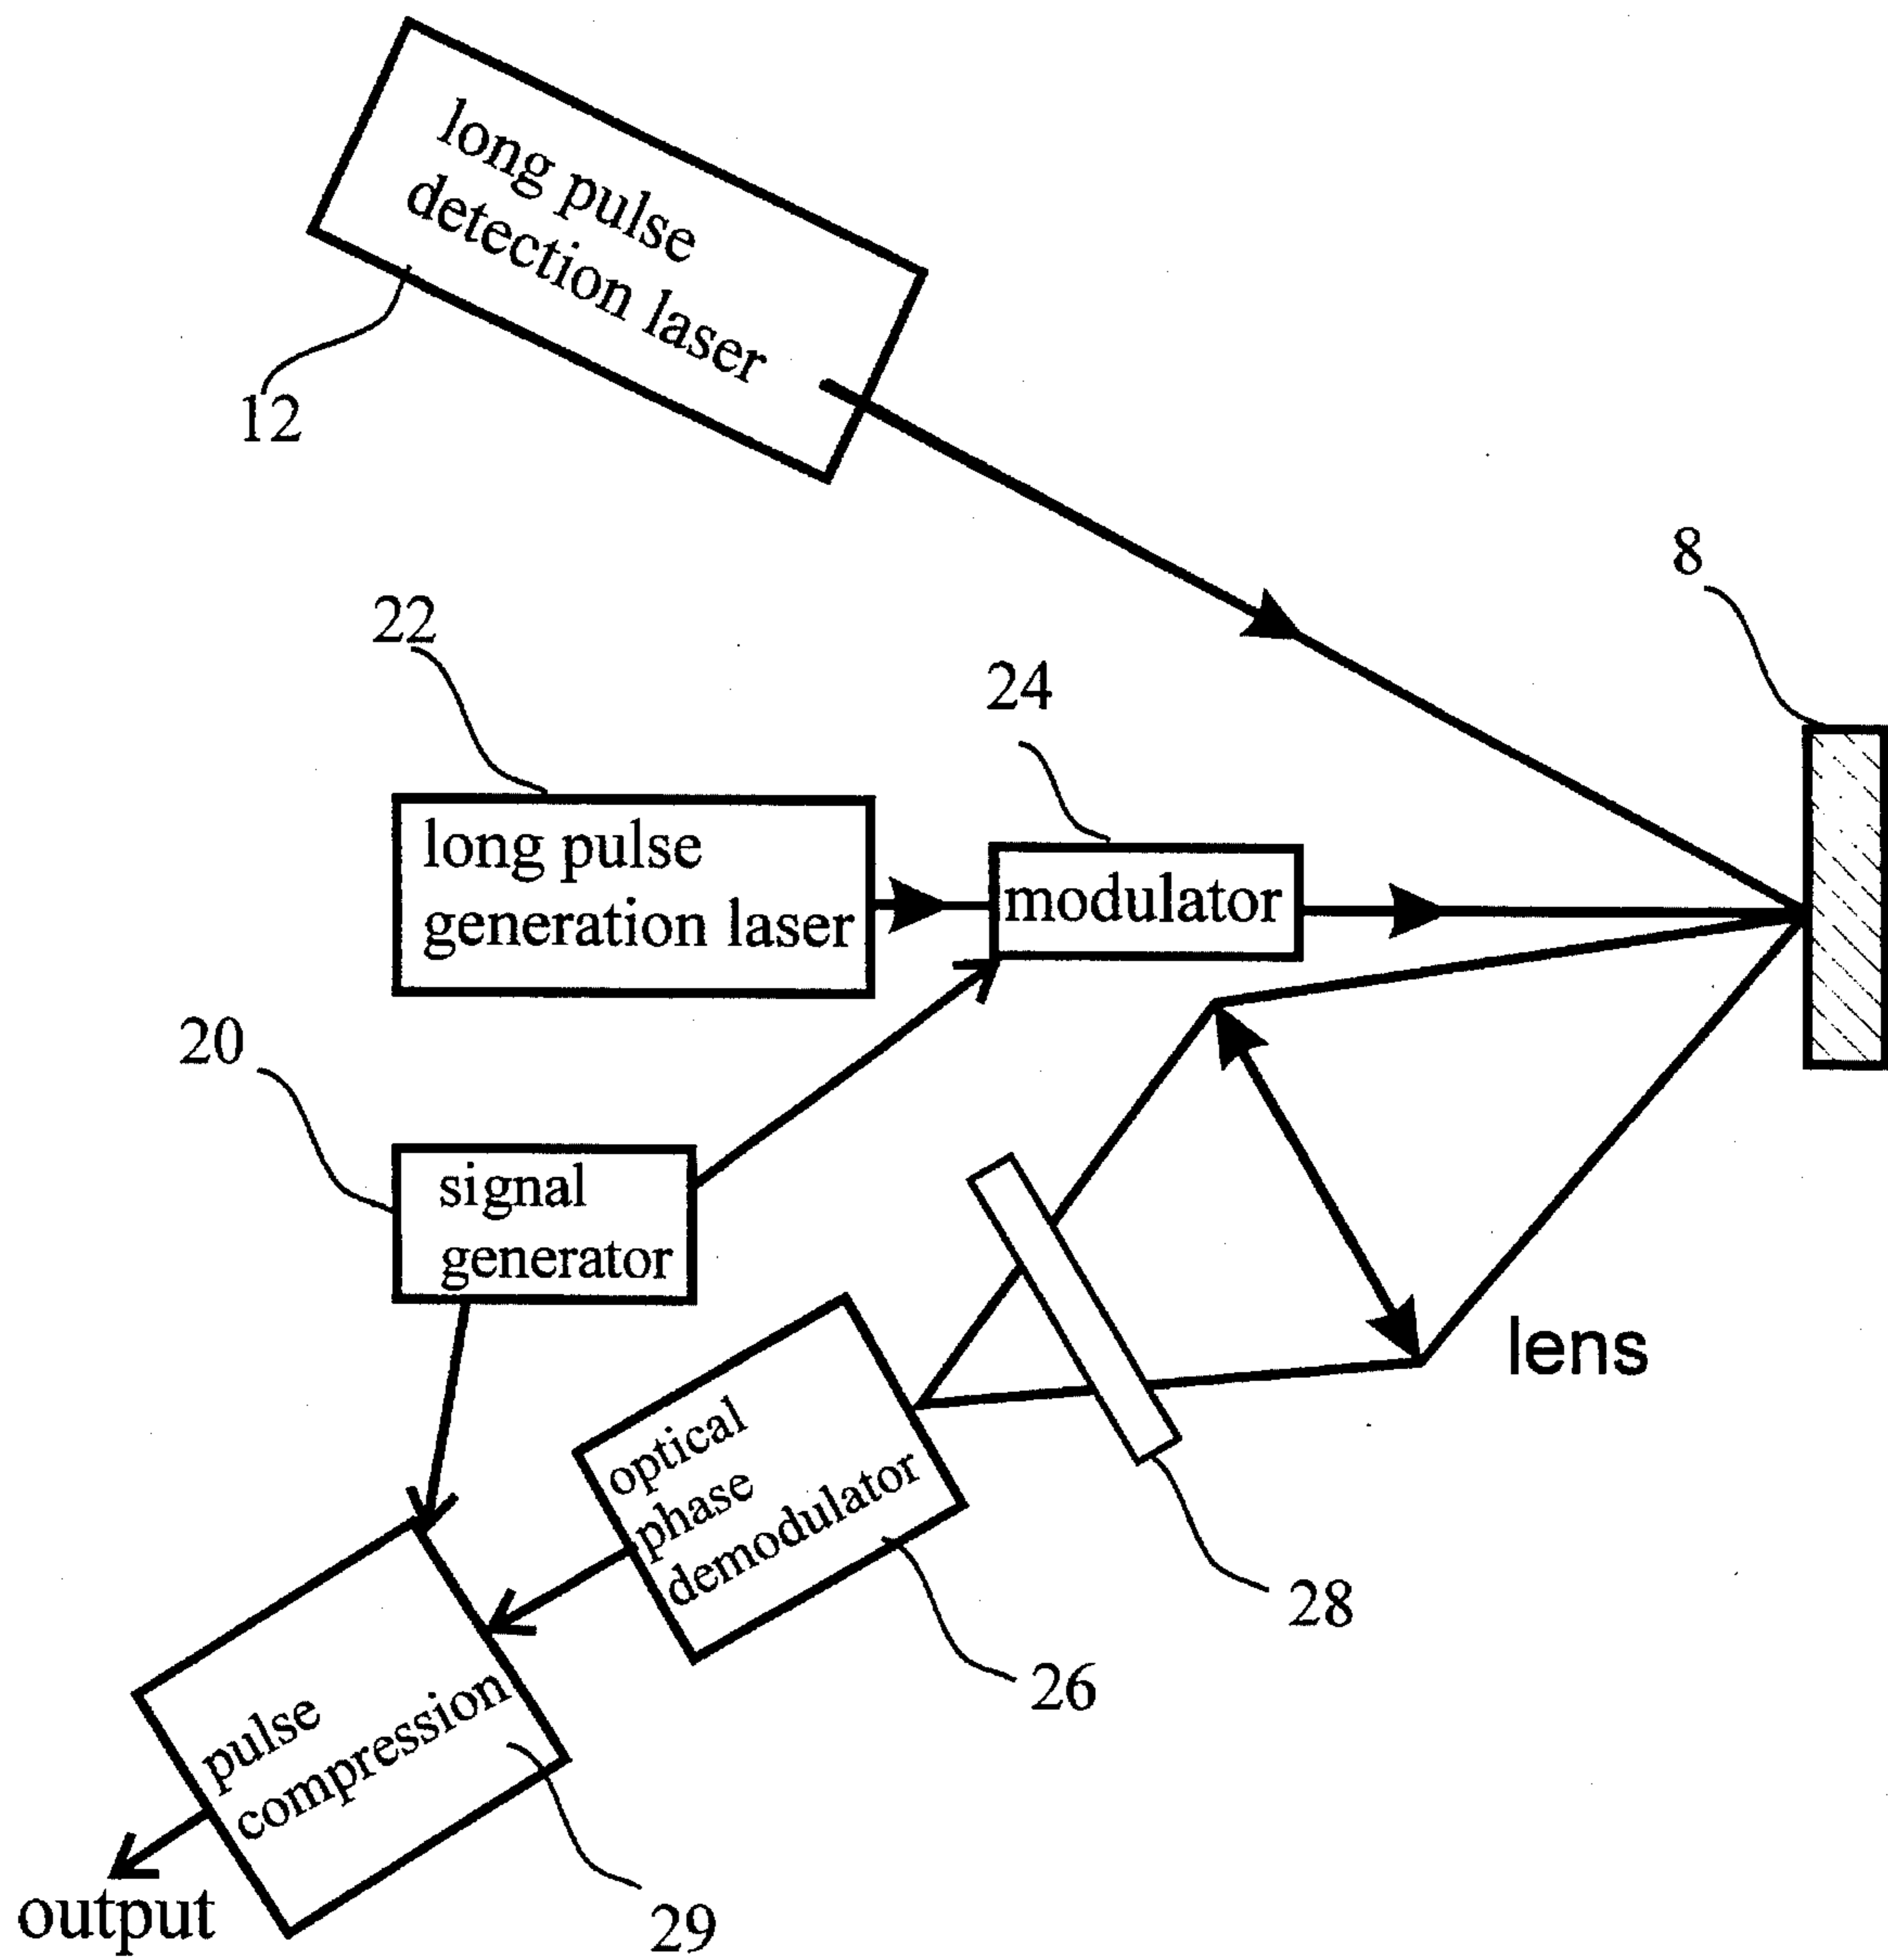 long pulse
detection laser
12
8
22
24
long pulse
generation laser
modulator
20
signal
generator
lens
optical
phase
demodulator
28
26
pulse
compression
output
29